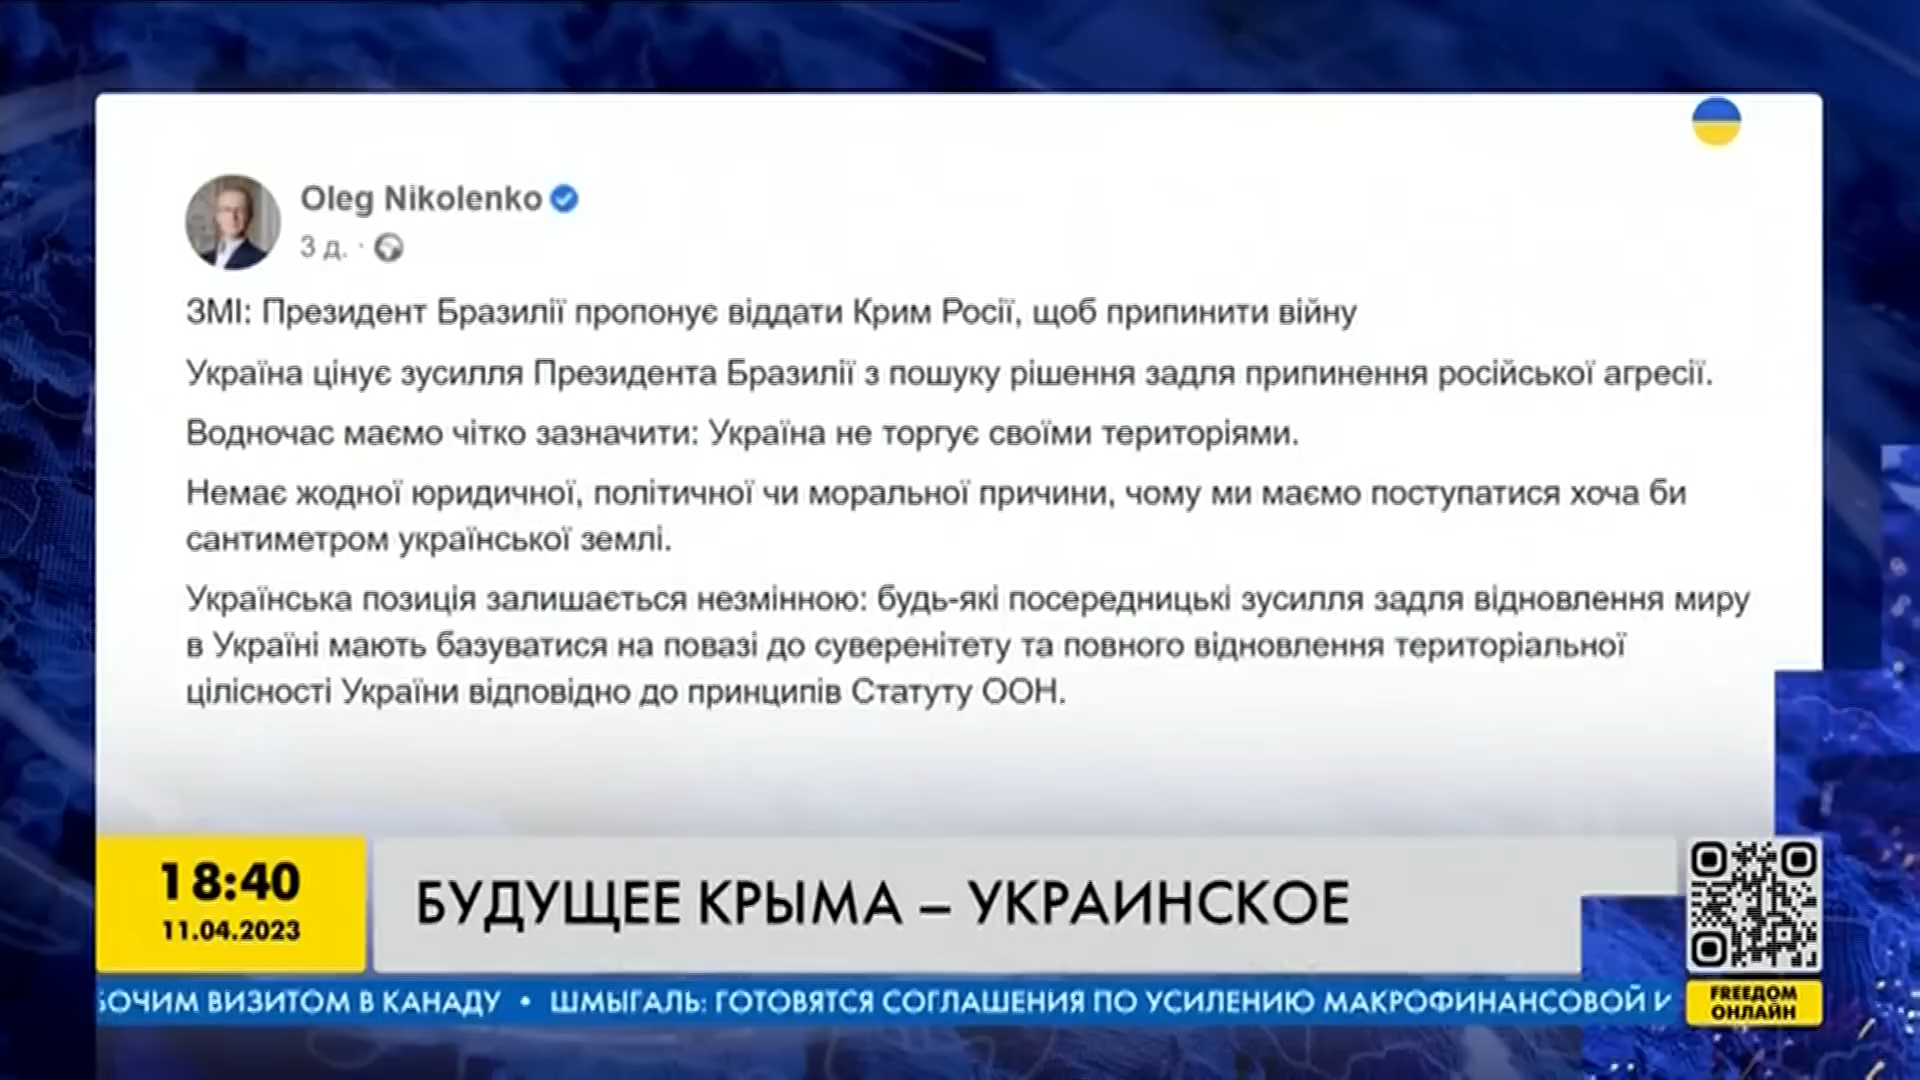 Oleg Nikolenko
3 д. ·
ЗМІ: Президент Бразилії пропонує віддати Крим Росії, щоб припинити війну
Україна цінує зусилля Президента Бразилії з пошуку рішення задля припинення російської агресії.
Водночас маємо чітко зазначити: Україна не торгує своїми територіями.
Немає жодної юридичної, політичної чи моральної причини, чому ми маємо поступатися хоча би
сантиметром української землі.
Українська позиція залишається незмінною: будь-які посередницькі зусилля задля відновлення миру
в Україні мають базуватися на повазі до суверенітету та повного відновлення територіальної
цілісності України відповідно до принципів Статуту ООН.
18:40
11.04.2023
БУДУЩЕЕ КРЫМА – УКРАИНСКОЕ
БОЧИМ ВИЗИТОМ В КАНАДУ • ШМЫГАЛЬ: ГОТОВЯТСЯ СОГЛАШЕНИЯ ПО УСИЛЕНИЮ МАКРОФИНАНСОВОЙ И
FREEДОМ
ОНЛАЙН